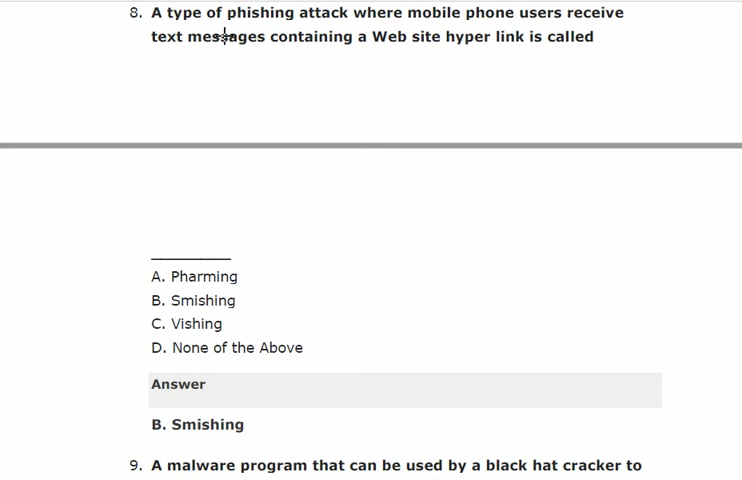 8. A type of phishing attack where mobile phone users receive
text messages containing a Web site hyper link is called
________
A. Pharming
B. Smishing
C. Vishing
D. None of the Above
Answer
B. Smishing
9. A malware program that can be used by a black hat cracker to